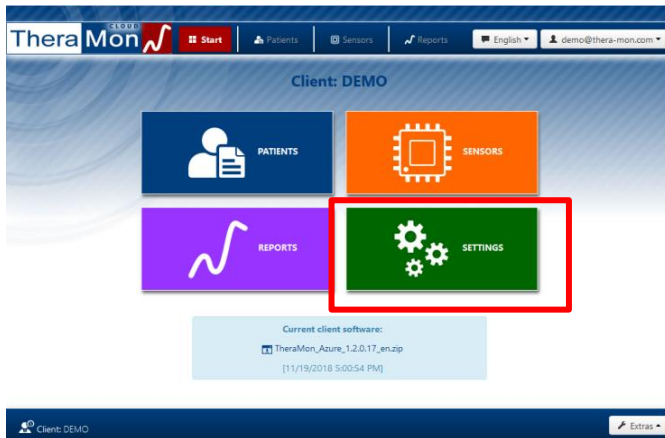 CLOUD
Thera Mon
Start
Patients
Sensors
Reports
English
demo@thera-mon.com
Client: DEMO
PATIENTS
SENSORS
REPORTS
SETTINGS
Current client software:
TheraMon_Azure_1.2.0.17_en.zip
[11/19/2018 5:00:54 PM]
Client: DEMO
Extras